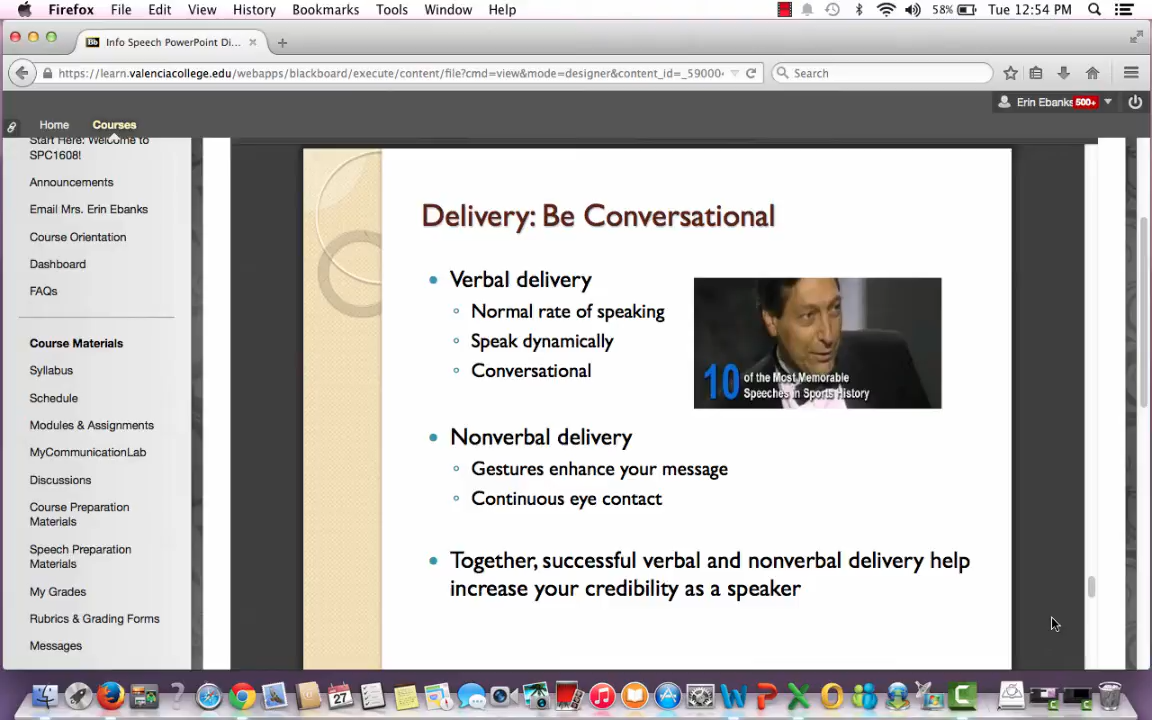 Firefox File Edit View History Bookmarks Tools Window Help 58% Tue 12:54 PM
Bb Info Speech PowerPoint Di...
https://learn.valenciacollege.edu/webapps/blackboard/execute/content/file?cmd=view&mode=designer&content_id=_59000 Search
Erin Ebanks 500+
Home Courses
Start Here: Welcome to
SPC1608!
Announcements
Email Mrs. Erin Ebanks
Course Orientation
Dashboard
FAQs
Course Materials
Syllabus
Schedule
Modules & Assignments
MyCommunicationLab
Discussions
Course Preparation
Materials
Speech Preparation
Materials
My Grades
Rubrics & Grading Forms
Messages
Delivery: Be Conversational
Verbal delivery
Normal rate of speaking
Speak dynamically
Conversational
10 of the Most Memorable
Speeches in Sports History
Nonverbal delivery
Gestures enhance your message
Continuous eye contact
Together, successful verbal and nonverbal delivery help
increase your credibility as a speaker
27